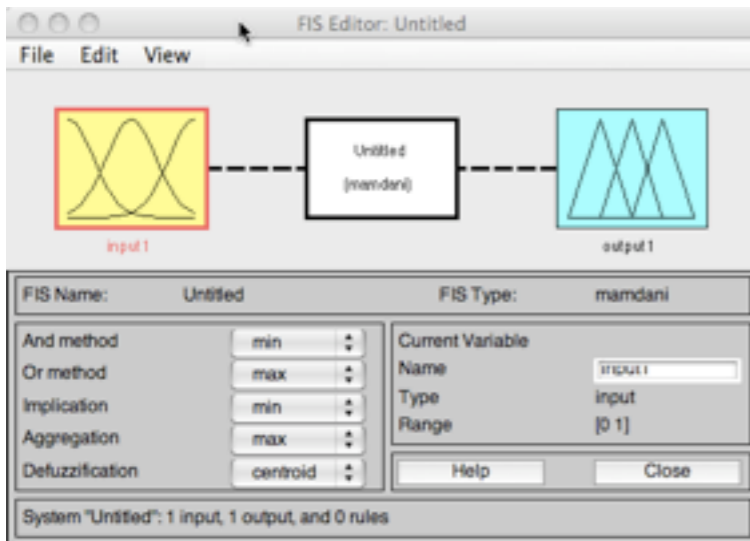 FIS Editor: Untitled
File Edit View
Untitled
(mamdani)
input1
output1
FIS Name: Untitled FIS Type: mamdani
And method min
Or method max
Implication min
Aggregation max
Defuzzification centroid
Current Variable
Name input1
Type input
Range [0 1]
Help Close
System "Untitled": 1 input, 1 output, and 0 rules